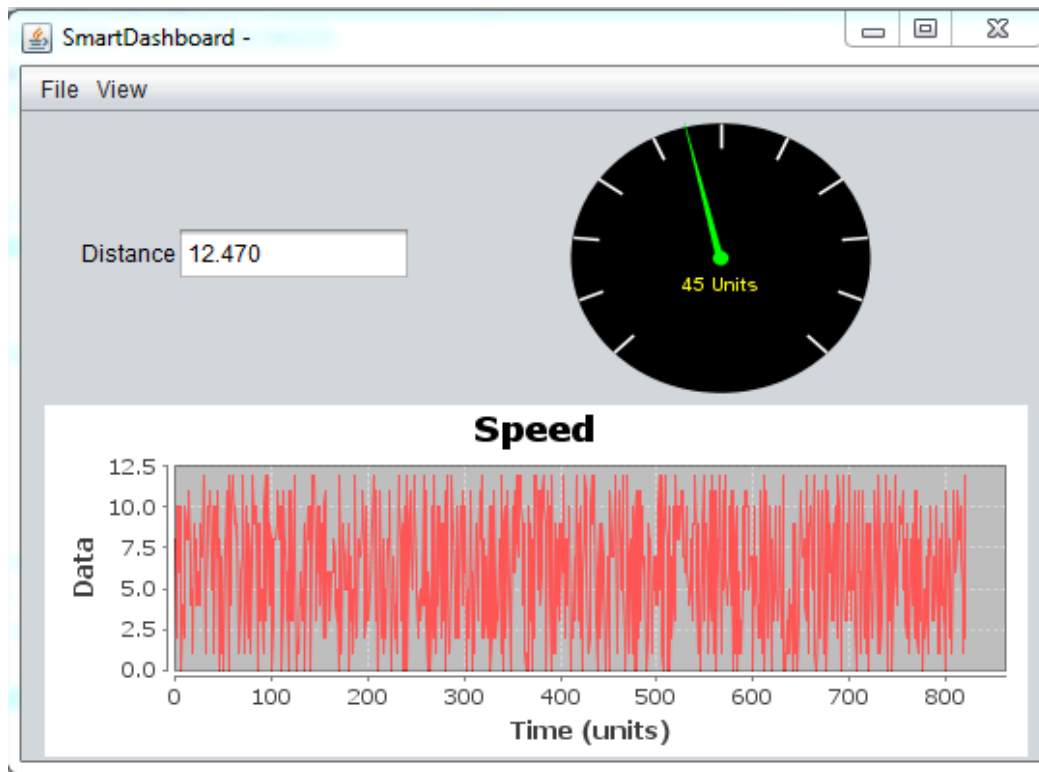 SmartDashboard -
File View
Distance 12.470
45 Units
Speed
12.5
10.0
7.5
5.0
2.5
0.0
Data
0 100 200 300 400 500 600 700 800
Time (units)